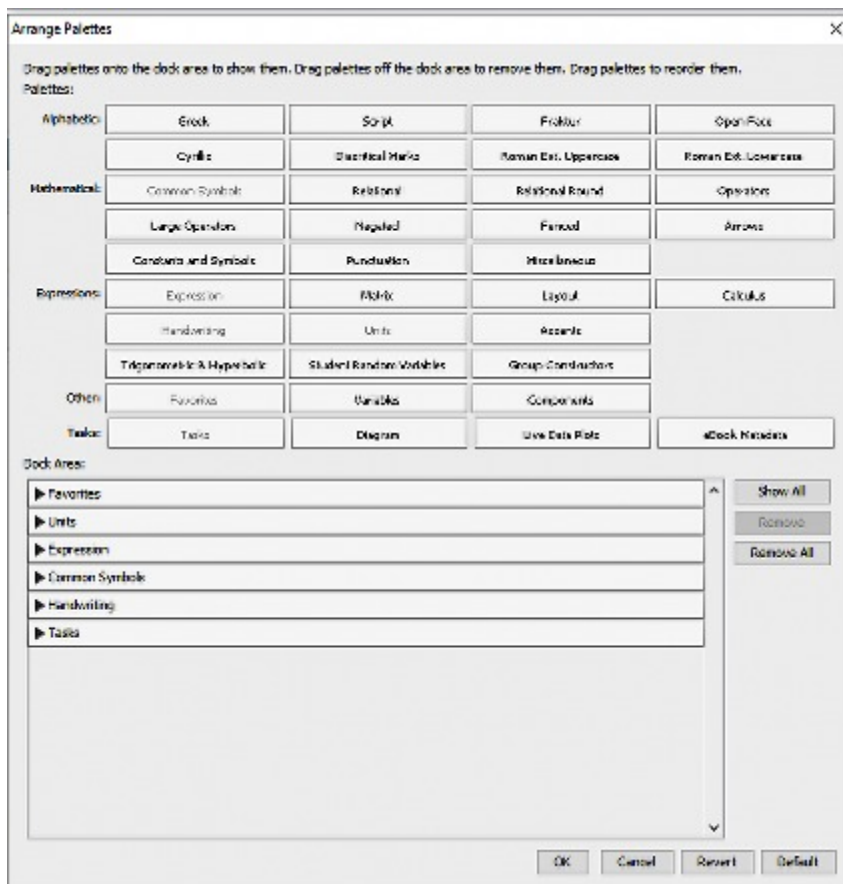 Arrange Palettes
Drag palettes onto the dock area to show them. Drag palettes off the dock area to remove them. Drag palettes to reorder them.
Palettes:
Alphabetic: Greek Script Fraktur Open Face
Cyrillic Diacritical Marks Roman Ext. Uppercase Roman Ext. Lowercase
Mathematical: Common Symbols Relational Relational Round Operators
Large Operators Negated Fenced Arrows
Constants and Symbols Punctuation Miscellaneous
Expressions: Expression Matrix Layout Calculus
Handwriting Units Accents
Trigonometric & Hyperbolic Student Random Variables Group Constructors
Other: Favorites Variables Components
Tasks: Tasks Diagram Live Data Plots eBook Metadata
Dock Area:
Favorites Show All
Units Remove
Expression Remove All
Common Symbols
Handwriting
Tasks
OK Cancel Revert Default